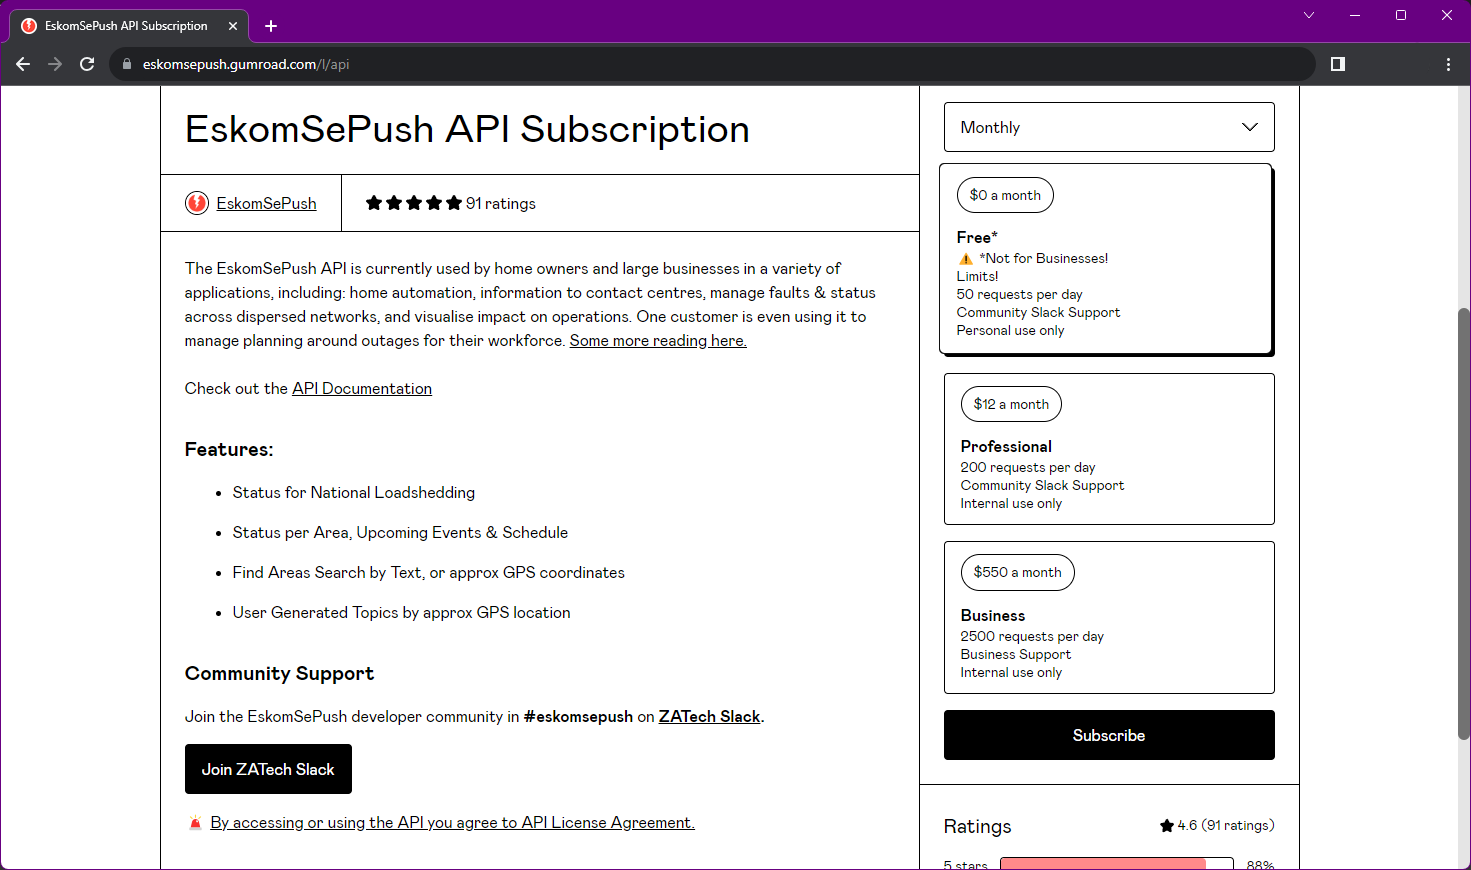 EskomSePush API Subscription
eskomsepush.gumroad.com/l/api
EskomSePush API Subscription
EskomSePush
91 ratings
The EskomSePush API is currently used by home owners and large businesses in a variety of
applications, including: home automation, information to contact centres, manage faults & status
across dispersed networks, and visualise impact on operations. One customer is even using it to
manage planning around outages for their workforce. Some more reading here.
Check out the API Documentation
Features:
• Status for National Loadshedding
• Status per Area, Upcoming Events & Schedule
• Find Areas Search by Text, or approx GPS coordinates
• User Generated Topics by approx GPS location
Community Support
Join the EskomSePush developer community in #eskomsepush on ZATech Slack.
Join ZATech Slack
By accessing or using the API you agree to API License Agreement.
Monthly
$0 a month
Free*
*Not for Businesses!
Limits!
50 requests per day
Community Slack Support
Personal use only
$12 a month
Professional
200 requests per day
Community Slack Support
Internal use only
$550 a month
Business
2500 requests per day
Business Support
Internal use only
Subscribe
Ratings
4.6 (91 ratings)
5 stars
88%